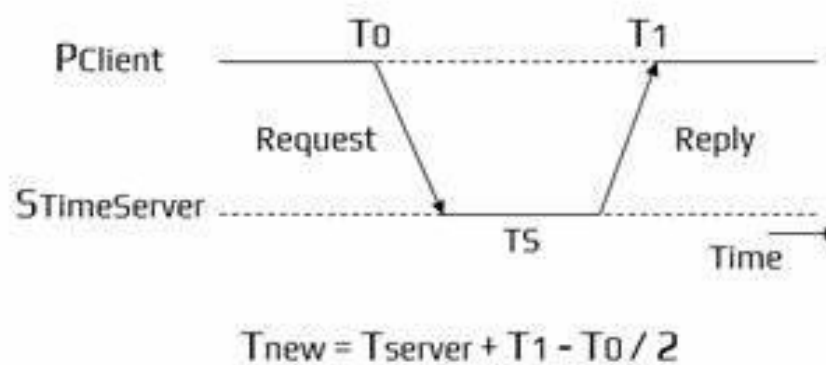 T0 T1
PClient
Request Reply
STimeServer
TS
Time
Tnew = Tserver + T1 - T0 / 2